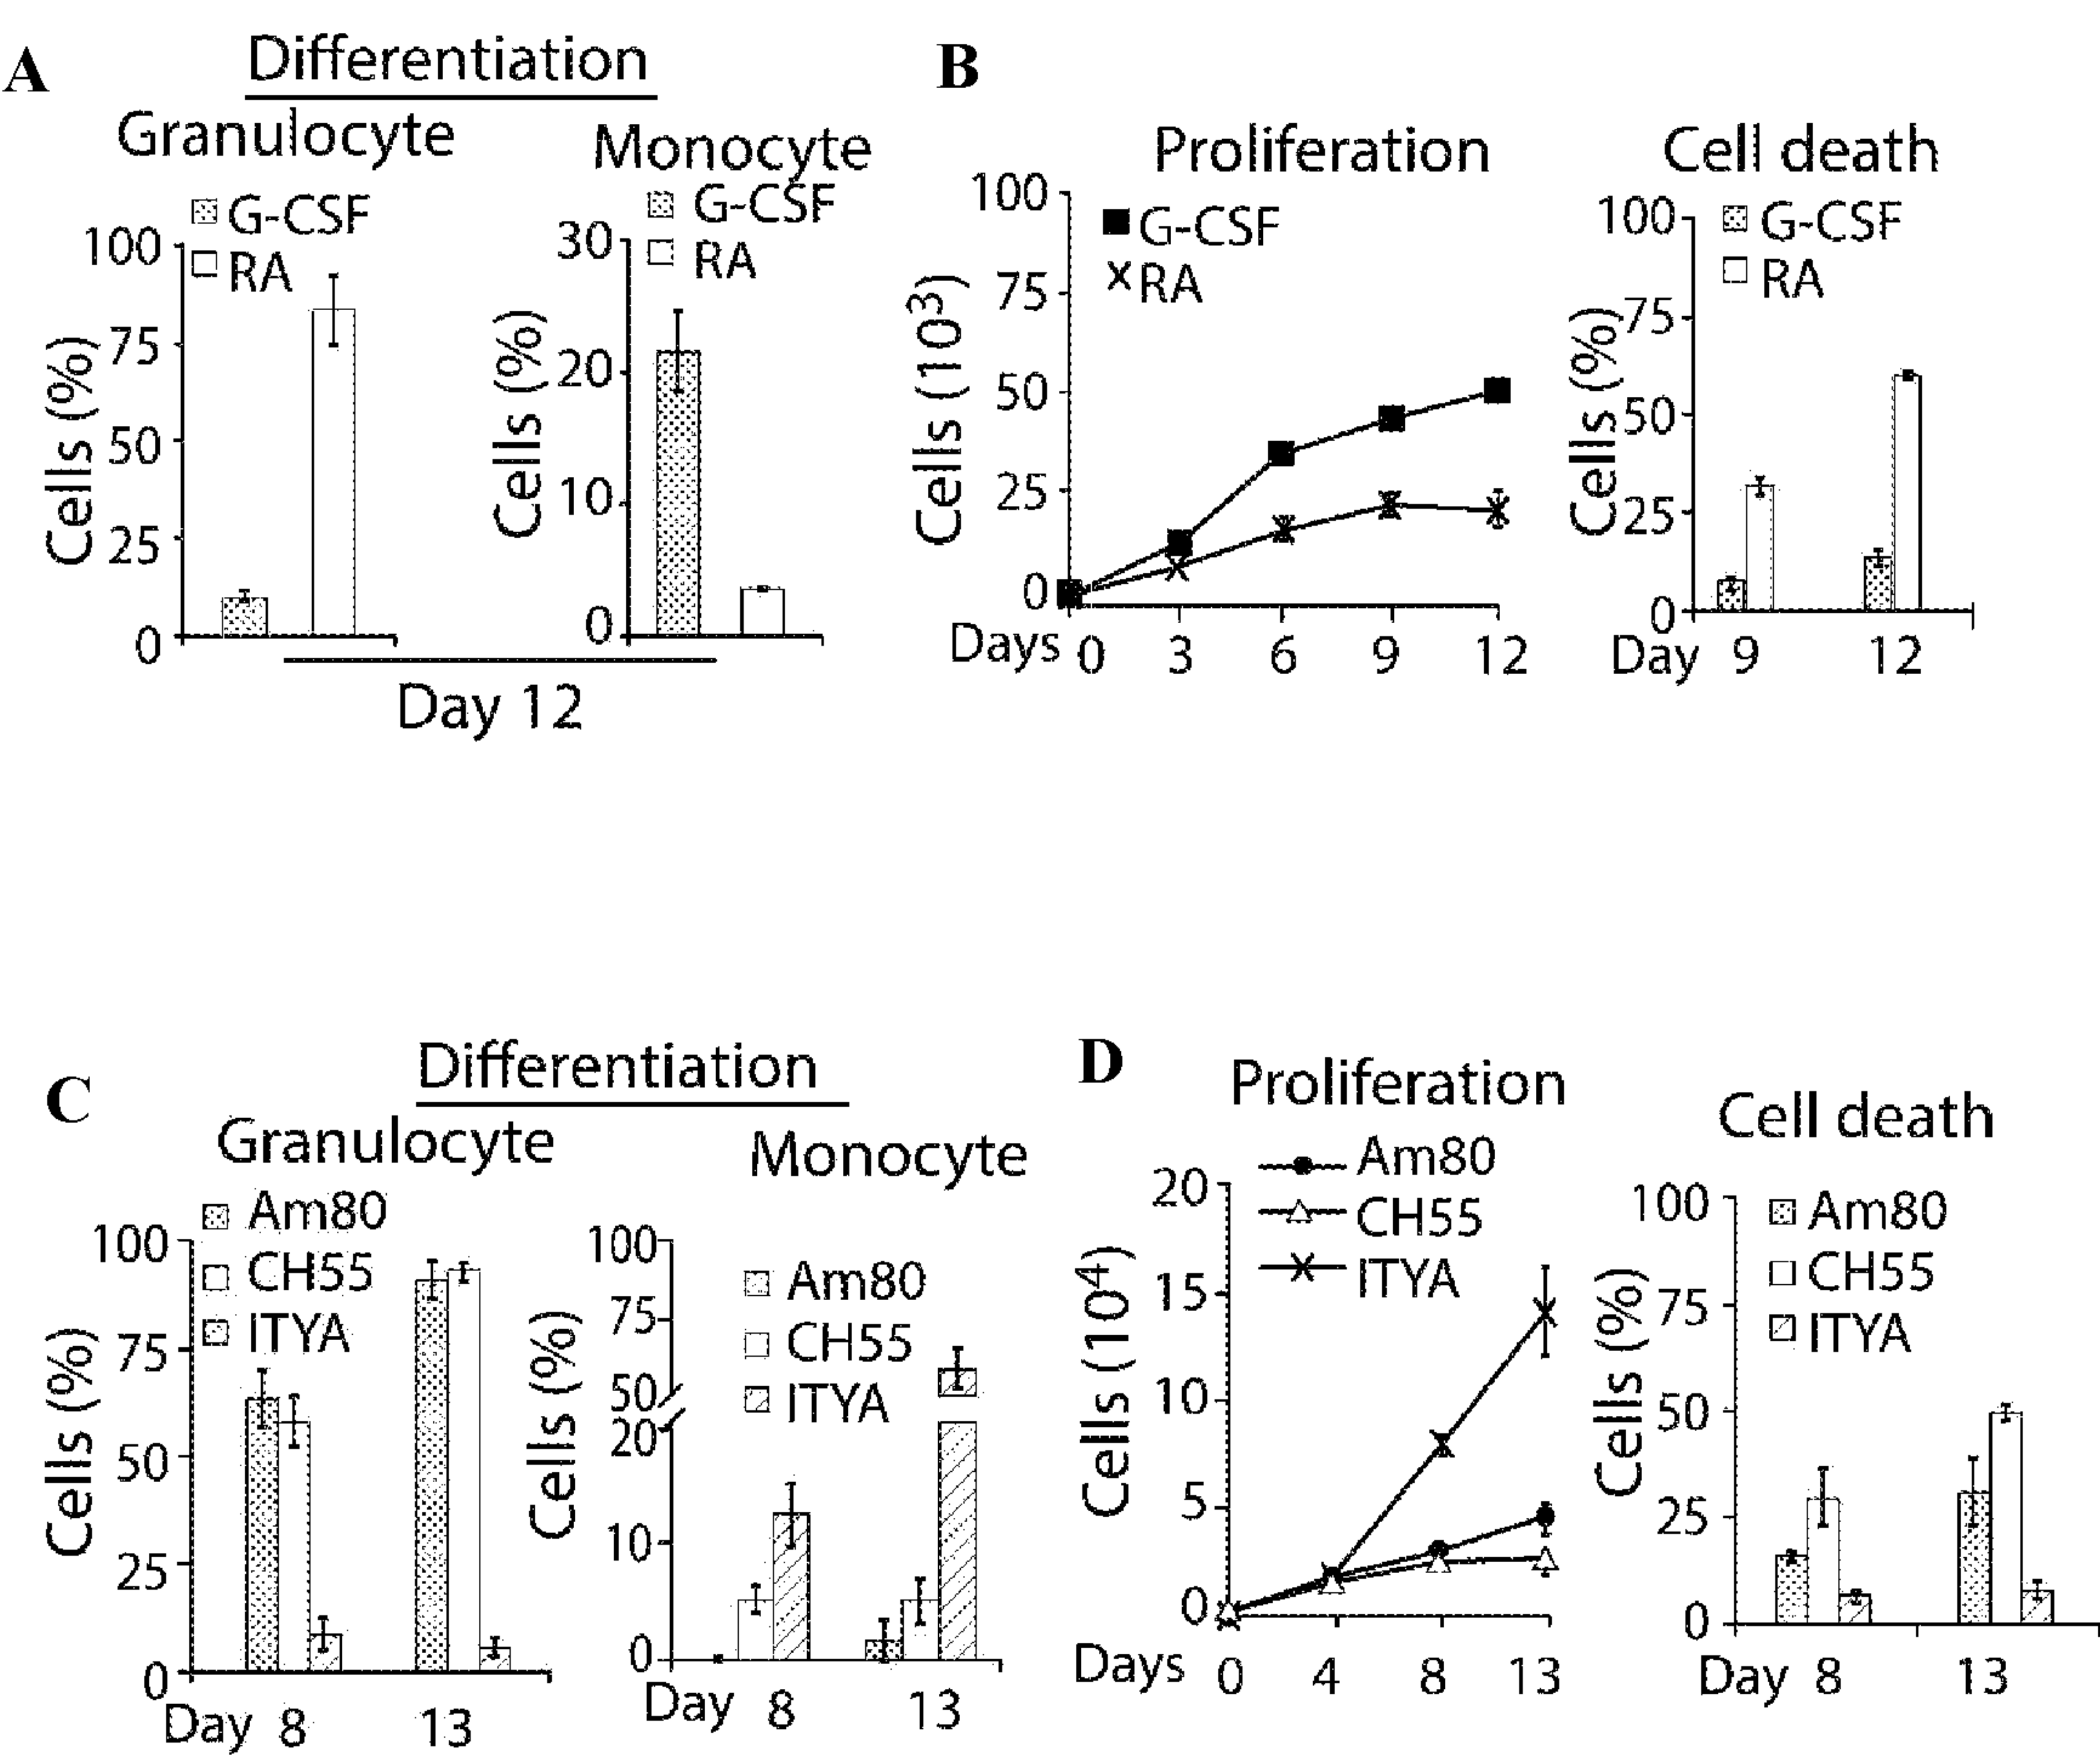 A
Differentiation
Granulocyte
G-CSF
RA
100
75
50
25
0
Cells (%)
Monocyte
G-CSF
RA
30
20
10
0
Cells (%)
Day 12
B
Proliferation
G-CSF
RA
100
75
50
25
0
Cells (10³)
Days 0 3 6 9 12
Cell death
G-CSF
RA
100
75
50
25
0
Cells (%)
Day 9 12
C
Differentiation
Granulocyte
Am80
CH55
ITYA
100
75
50
25
0
Cells (%)
Day 8 13
Monocyte
Am80
CH55
ITYA
100
75
50
20
10
0
Cells (%)
Day 8 13
D
Proliferation
Am80
CH55
ITYA
20
15
10
5
0
Cells (10⁴)
Days 0 4 8 13
Cell death
Am80
CH55
ITYA
100
75
50
25
0
Cells (%)
Day 8 13